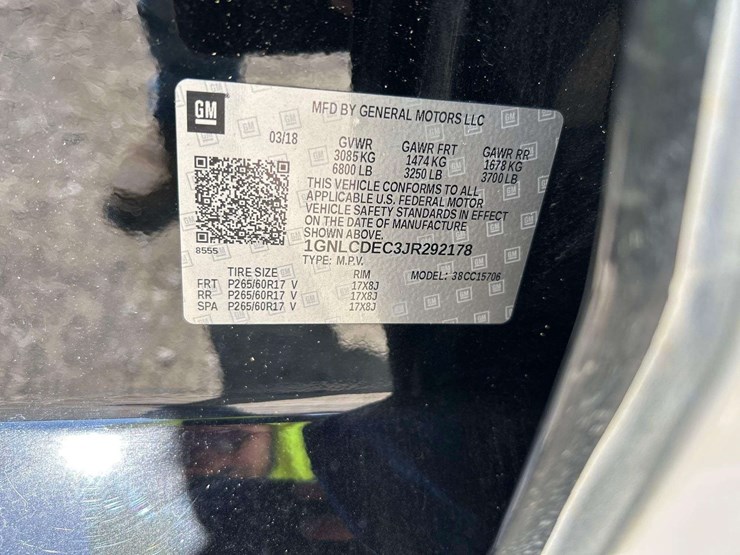 GM
MFD BY GENERAL MOTORS LLC
03/18 GVWR GAWR FRT GAWR RR
3085 KG 1474 KG 1678 KG
6800 LB 3250 LB 3700 LB
THIS VEHICLE CONFORMS TO ALL
APPLICABLE U.S. FEDERAL MOTOR
VEHICLE SAFETY STANDARDS IN EFFECT
ON THE DATE OF MANUFACTURE
SHOWN ABOVE.
8555
1GNLCDEC3JR292178
TYPE: M.P.V.
TIRE SIZE RIM MODEL: 38CC15706
FRT P265/60R17 V 17X8J
RR P265/60R17 V 17X8J
SPA P265/60R17 V 17X8J